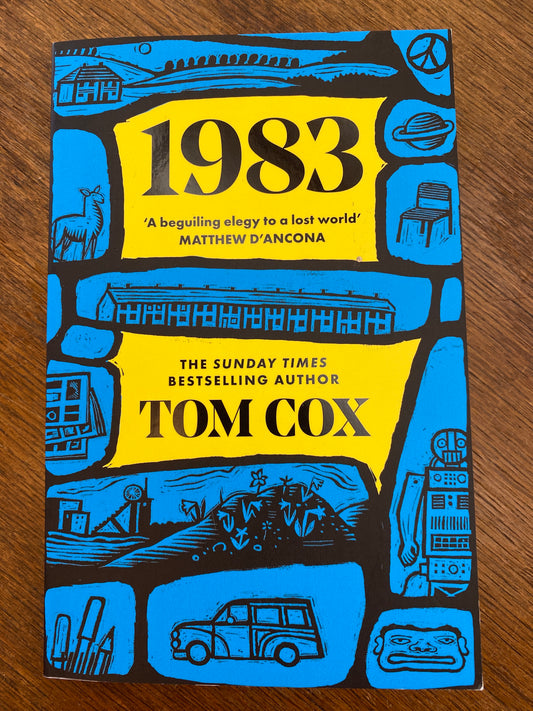 1983
‘A beguiling elegy to a lost world’
MATTHEW D’ANCONA
THE SUNDAY TIMES
BESTSELLING AUTHOR
TOM COX